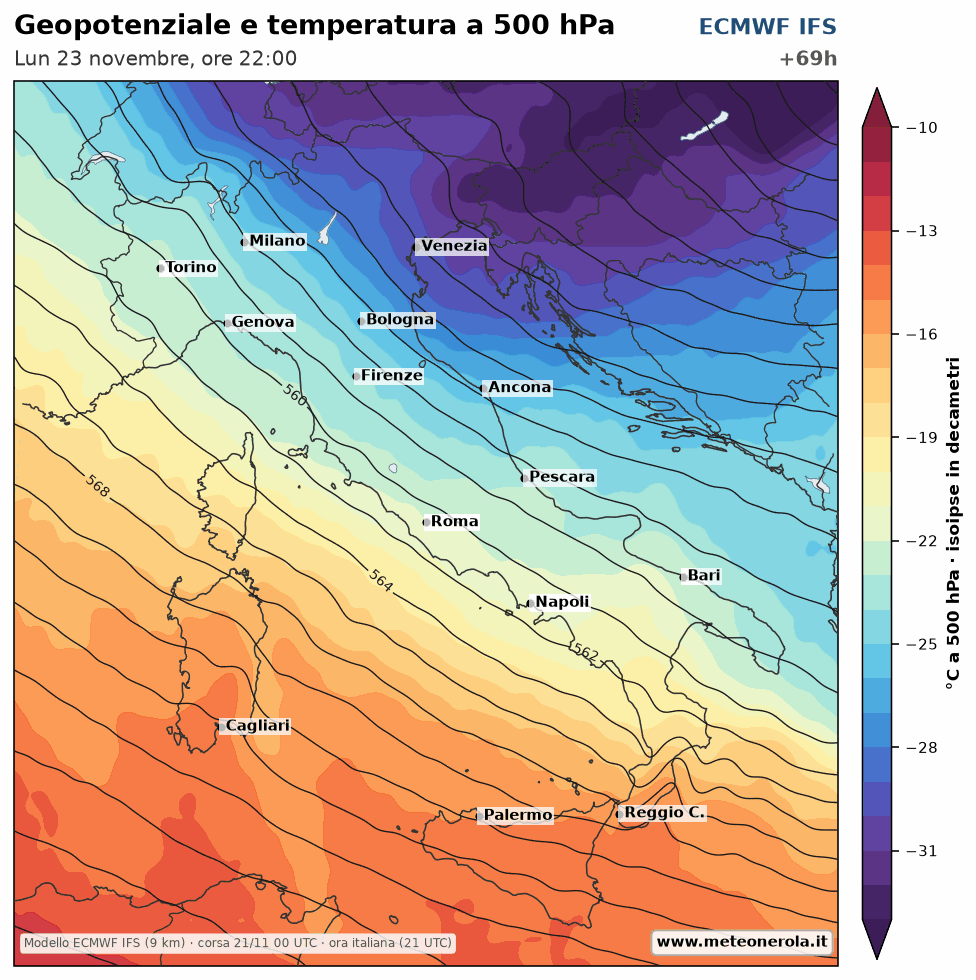 Geopotenziale e temperatura a 500 hPa
ECMWF IFS
Lun 23 novembre, ore 22:00
+69h
Milano
Venezia
Torino
Genova
Bologna
Firenze
Ancona
560
568
Pescara
Roma
564
Bari
Napoli
562
Cagliari
Palermo
Reggio C.
−10
−13
−16
−19
−22
−25
−28
−31
°C a 500 hPa · isoipse in decametri
Modello ECMWF IFS (9 km) · corsa 21/11 00 UTC · ora italiana (21 UTC)
www.meteonerola.it